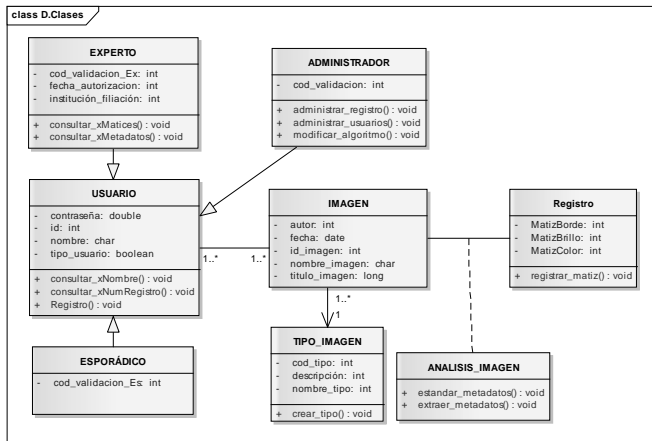 class D.Clases
EXPERTO
- cod_validacion_Ex: int
- fecha_autorizacion: int
- institución_filiación: int
+ consultar_xMatices() : void
+ consultar_xMetadatos() : void
ADMINISTRADOR
- cod_validacion: int
+ administrar_registro() : void
+ administrar_usuarios() : void
+ modificar_algoritmo() : void
USUARIO
- contraseña: double
- id: int
- nombre: char
- tipo_usuario: boolean
+ consultar_xNombre() : void
+ consultar_xNumRegistro() : void
+ Registro() : void
1..*
1..*
IMAGEN
- autor: int
- fecha: date
- id_imagen: int
- nombre_imagen: char
- titulo_imagen: long
Registro
- MatizBorde: int
- MatizBrillo: int
- MatizColor: int
+ registrar_matiz() : void
1..*
1
ESPORÁDICO
- cod_validacion_Es: int
TIPO_IMAGEN
- cod_tipo: int
- descripción: int
- nombre_tipo: int
+ crear_tipo() : void
ANALISIS_IMAGEN
+ estandar_metadatos() : void
+ extraer_metadatos() : void